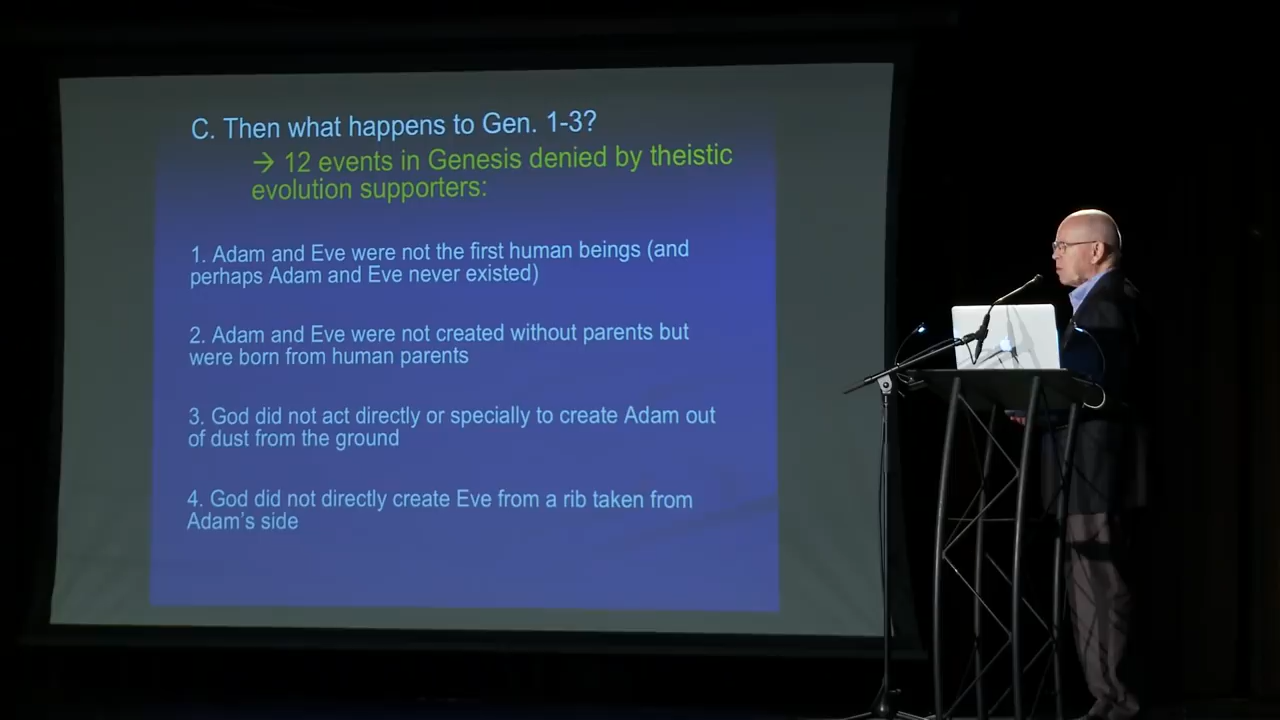 C. Then what happens to Gen. 1-3?
→ 12 events in Genesis denied by theistic
evolution supporters:
1. Adam and Eve were not the first human beings (and
perhaps Adam and Eve never existed)
2. Adam and Eve were not created without parents but
were born from human parents
3. God did not act directly or specially to create Adam out
of dust from the ground
4. God did not directly create Eve from a rib taken from
Adam's side